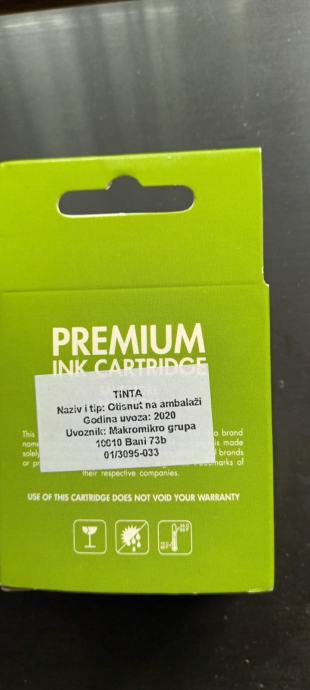 PREMIUM
INK CARTRIDGE
TINTA
Naziv i tip: Otisnut na ambalaži
Godina uvoza: 2020
Uvoznik: Makromikro grupa
10010 Bani 73b
01/3095-033
This a brand
is made
solely brands
or
their respective companies.
USE OF THIS CARTRIDGE DOES NOT VOID YOUR WARRANTY